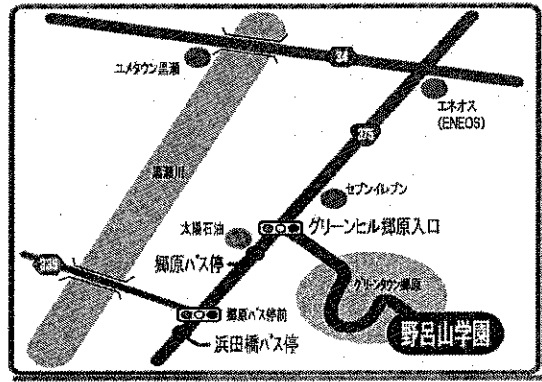 ユメタウン黒瀬
34
エネオス
(ENEOS)
375
黒瀬川
セブンイレブン
太陽石油
グリーンヒル郷原入口
郷原バス停
グリーンタウン郷原
郷原バス停前
野呂山学園
浜田橋バス停